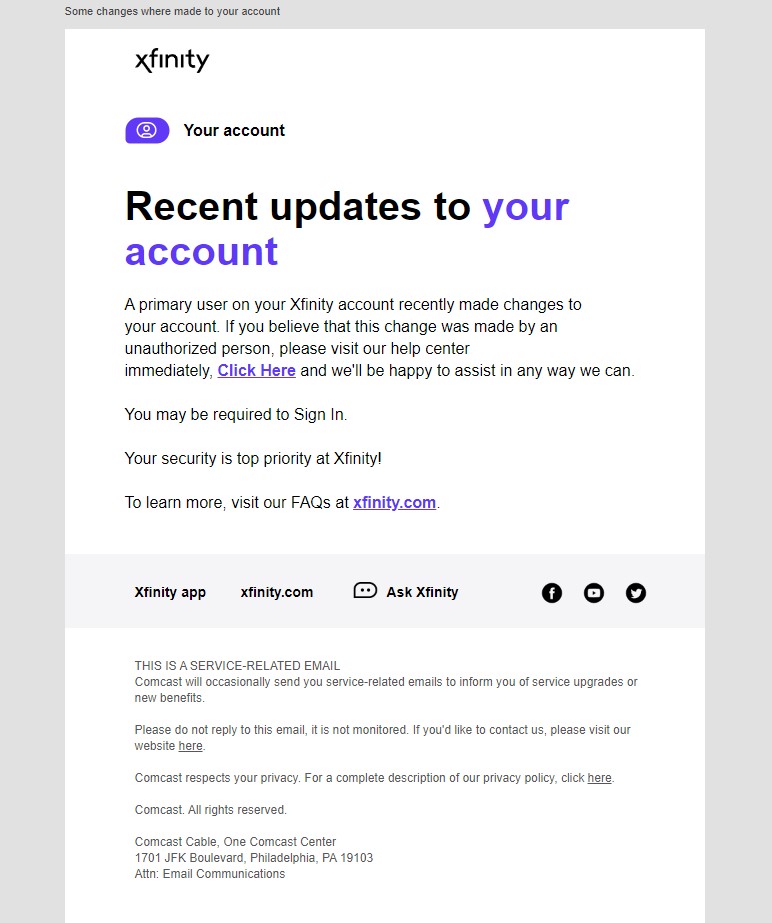 Some changes where made to your account
xfinity
Your account
Recent updates to your
account
A primary user on your Xfinity account recently made changes to
your account. If you believe that this change was made by an
unauthorized person, please visit our help center
immediately, Click Here and we'll be happy to assist in any way we can.
You may be required to Sign In.
Your security is top priority at Xfinity!
To learn more, visit our FAQs at xfinity.com.
Xfinity app xfinity.com Ask Xfinity
THIS IS A SERVICE-RELATED EMAIL
Comcast will occasionally send you service-related emails to inform you of service upgrades or
new benefits.
Please do not reply to this email, it is not monitored. If you'd like to contact us, please visit our
website here.
Comcast respects your privacy. For a complete description of our privacy policy, click here.
Comcast. All rights reserved.
Comcast Cable, One Comcast Center
1701 JFK Boulevard, Philadelphia, PA 19103
Attn: Email Communications